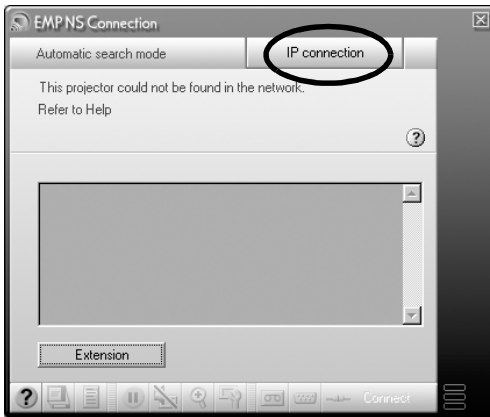 EMP NS Connection
Automatic search mode
IP connection
This projector could not be found in the network.
Refer to Help
Extension
Connect